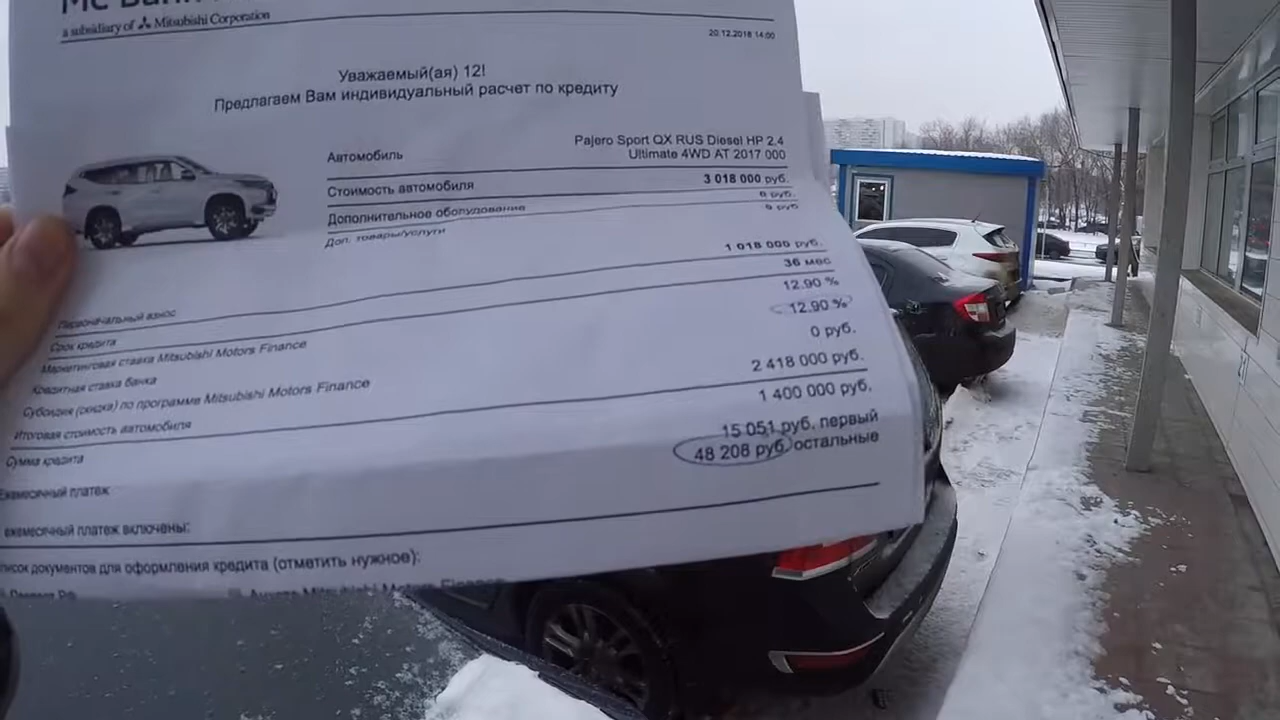 MC Bank
a subsidiary of Mitsubishi Corporation
20.12.2018 14:00
Уважаемый(ая) 12!
Предлагаем Вам индивидуальный расчет по кредиту
Автомобиль Pajero Sport QX RUS Diesel HP 2.4
Ultimate 4WD AT 2017 000
Стоимость автомобиля 3 018 000 руб.
Дополнительное оборудование 0 руб.
Доп. товары/услуги 0 руб.
Первоначальный взнос 1 018 000 руб.
Срок кредита 36 мес
Маркетинговая ставка Mitsubishi Motors Finance 12.90 %
Кредитная ставка банка 12.90 %
Субсидия (скидка) по программе Mitsubishi Motors Finance 0 руб.
Итоговая стоимость автомобиля 2 418 000 руб.
Сумма кредита 1 400 000 руб.
Ежемесячный платеж 15 051 руб. первый
48 208 руб. остальные
ежемесячный платеж включены:
список документов для оформления кредита (отметить нужное):
Mitsubishi Motors Finance